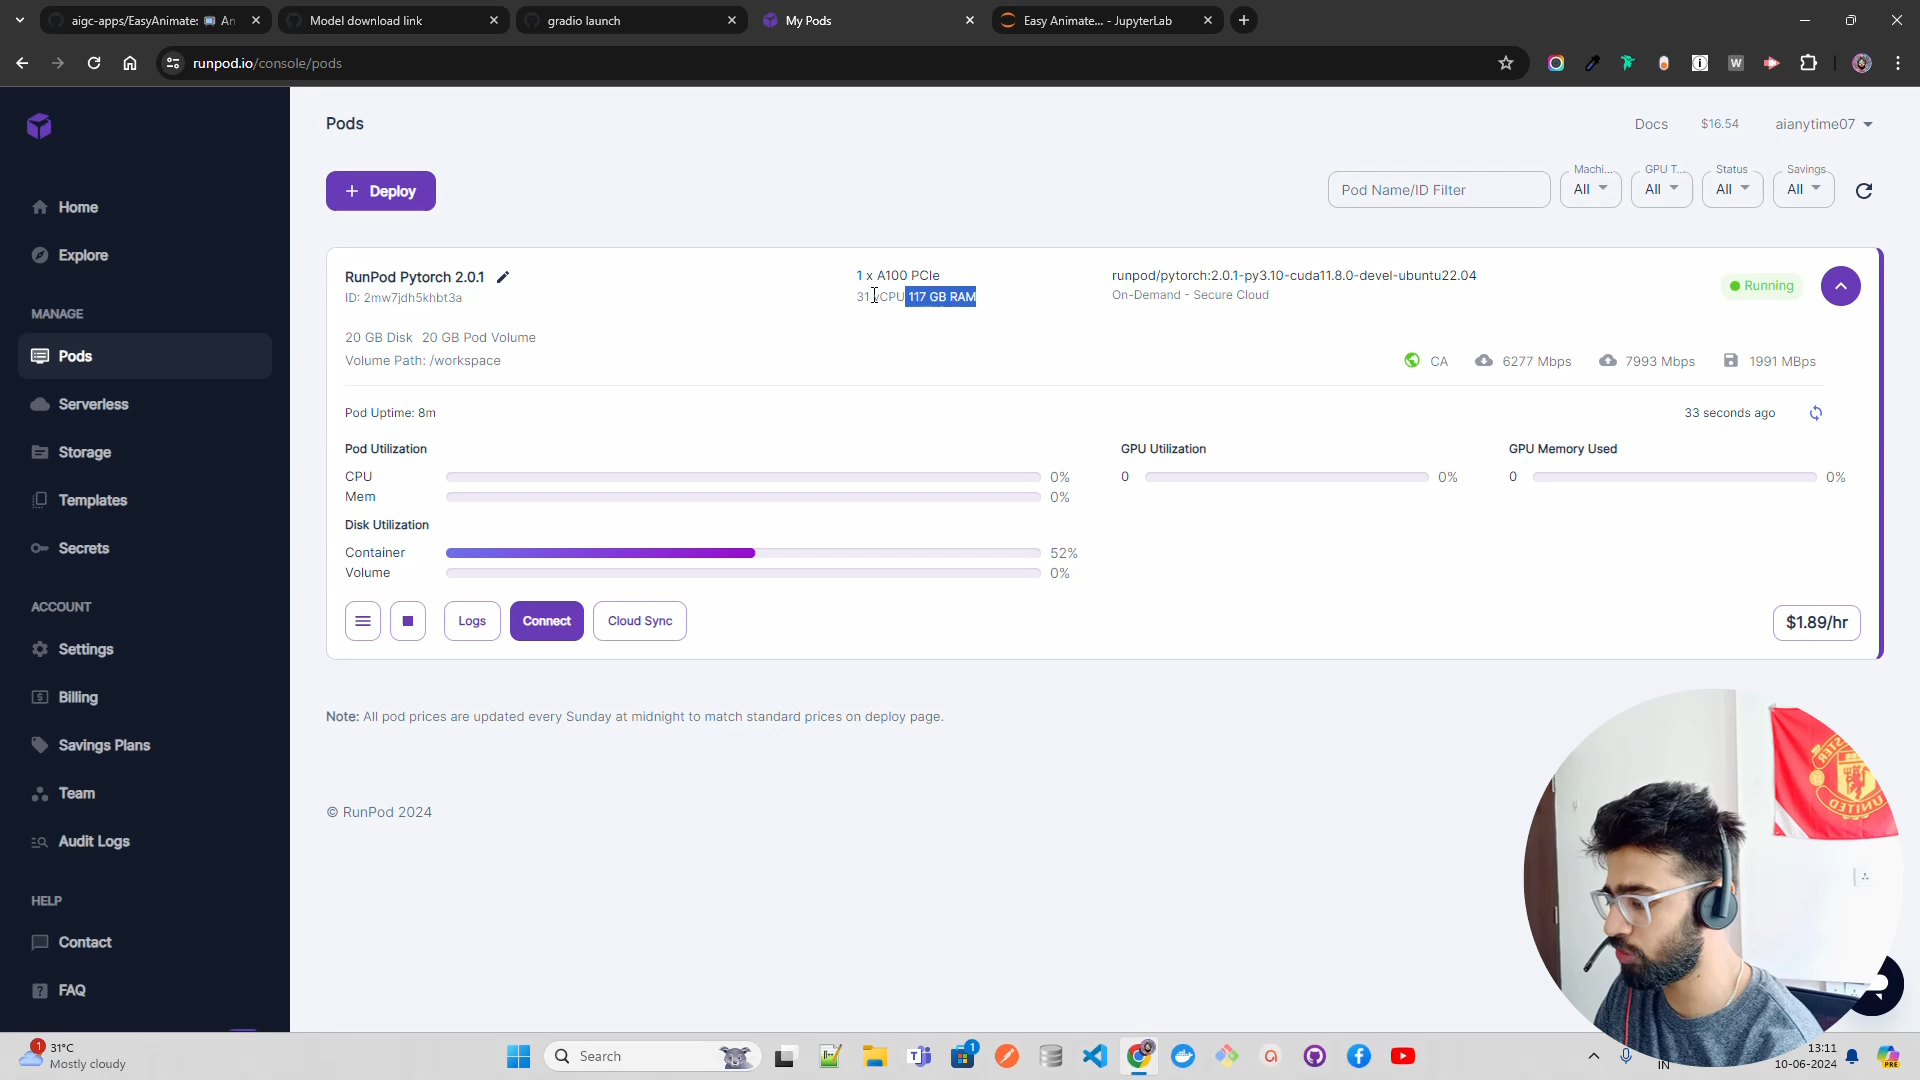 aigc-apps/EasyAnimate: An
Model download link
gradio launch
My Pods
Easy Animate... - JupyterLab
runpod.io/console/pods
Pods
Docs
$16.54
aianytime07
Deploy
Pod Name/ID Filter
Machi...
All
GPU T...
All
Status
All
Savings
All
Home
Explore
MANAGE
Pods
Serverless
Storage
Templates
Secrets
ACCOUNT
Settings
Billing
Savings Plans
Team
Audit Logs
HELP
Contact
FAQ
RunPod Pytorch 2.0.1
ID: 2mw7jdh5khbt3a
1 x A100 PCIe
31 vCPU 117 GB RAM
runpod/pytorch:2.0.1-py3.10-cuda11.8.0-devel-ubuntu22.04
On-Demand - Secure Cloud
Running
20 GB Disk 20 GB Pod Volume
Volume Path: /workspace
CA
6277 Mbps
7993 Mbps
1991 MBps
Pod Uptime: 8m
33 seconds ago
Pod Utilization
CPU 0%
Mem 0%
GPU Utilization
0 0%
GPU Memory Used
0 0%
Disk Utilization
Container 52%
Volume 0%
Logs
Connect
Cloud Sync
$1.89/hr
Note: All pod prices are updated every Sunday at midnight to match standard prices on deploy page.
© RunPod 2024
UNITED
1
31°C
Mostly cloudy
Search
1
IN
13:11
10-06-2024
PRE